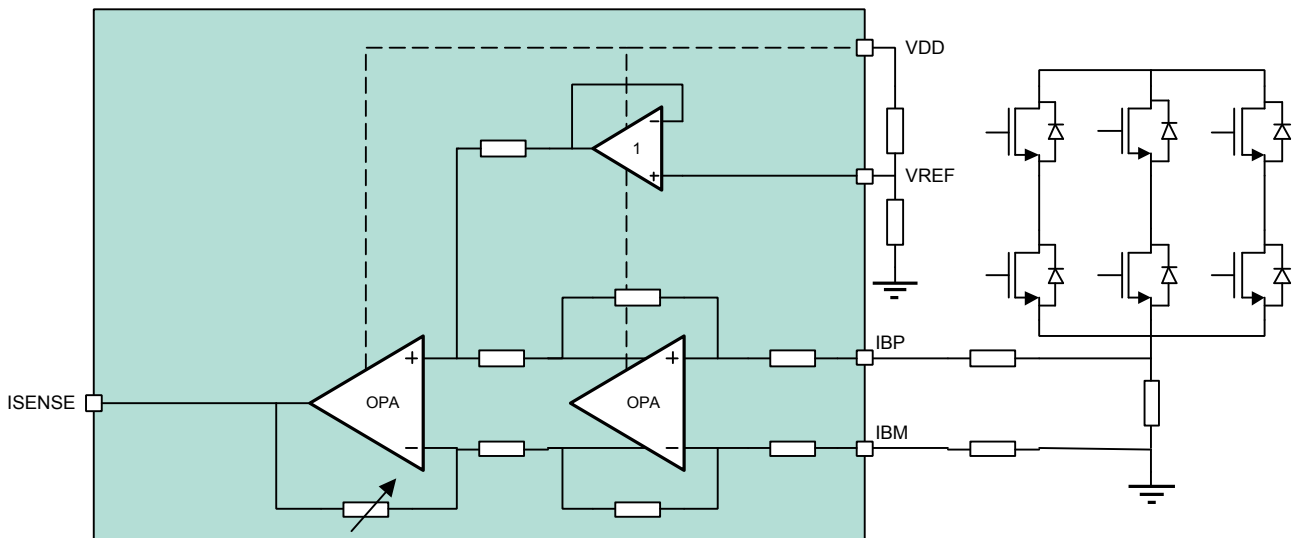 VDD
1
VREF
IBP
ISENSE
OPA
OPA
IBM